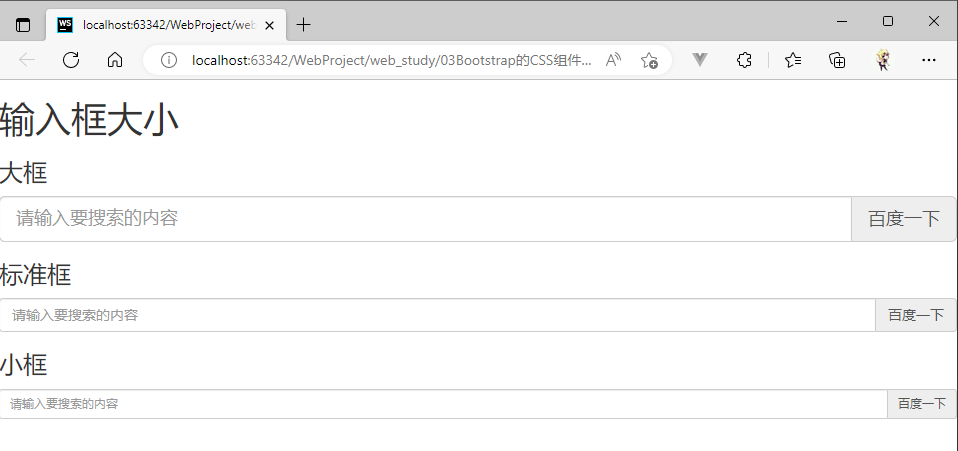 localhost:63342/WebProject/web
localhost:63342/WebProject/web_study/03Bootstrap的CSS组件...
输入框大小
大框
请输入要搜索的内容 百度一下
标准框
请输入要搜索的内容 百度一下
小框
请输入要搜索的内容 百度一下